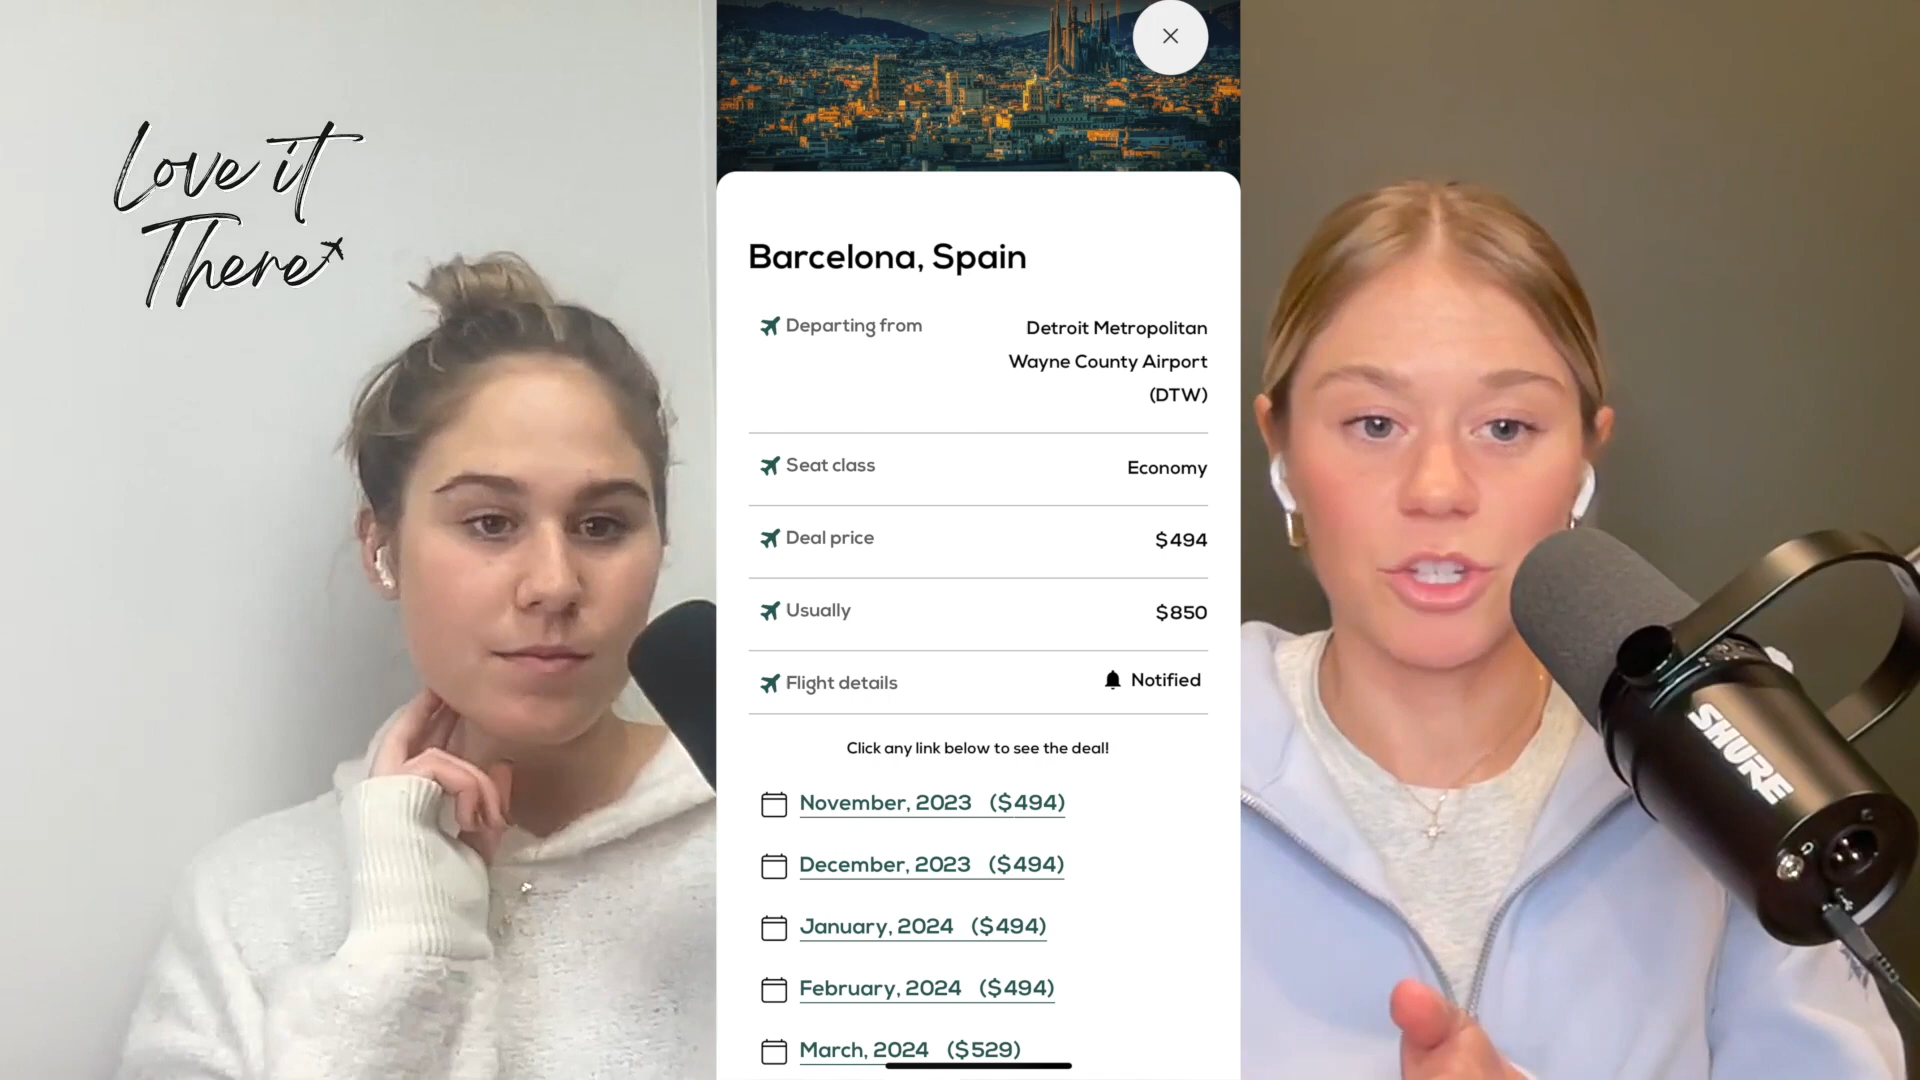 Love it
There
Barcelona, Spain
Departing from
Detroit Metropolitan
Wayne County Airport
(DTW)
Seat class
Economy
Deal price
$494
Usually
$850
Flight details
Notified
Click any link below to see the deal!
November, 2023 ($494)
December, 2023 ($494)
January, 2024 ($494)
February, 2024 ($494)
March, 2024 ($529)
SHURE